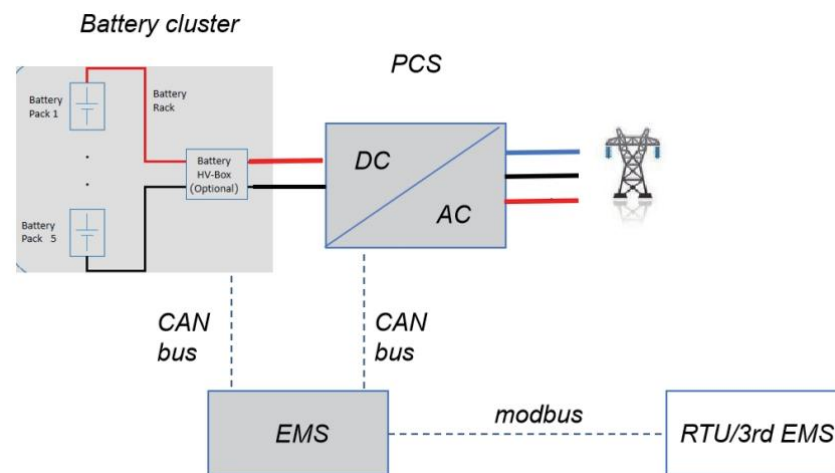 Battery cluster
PCS
Battery
Pack 1
Battery
Rack
Battery
HV-Box
(Optional)
DC
AC
Battery
Pack 5
CAN
bus
CAN
bus
EMS
modbus
RTU/3rd EMS